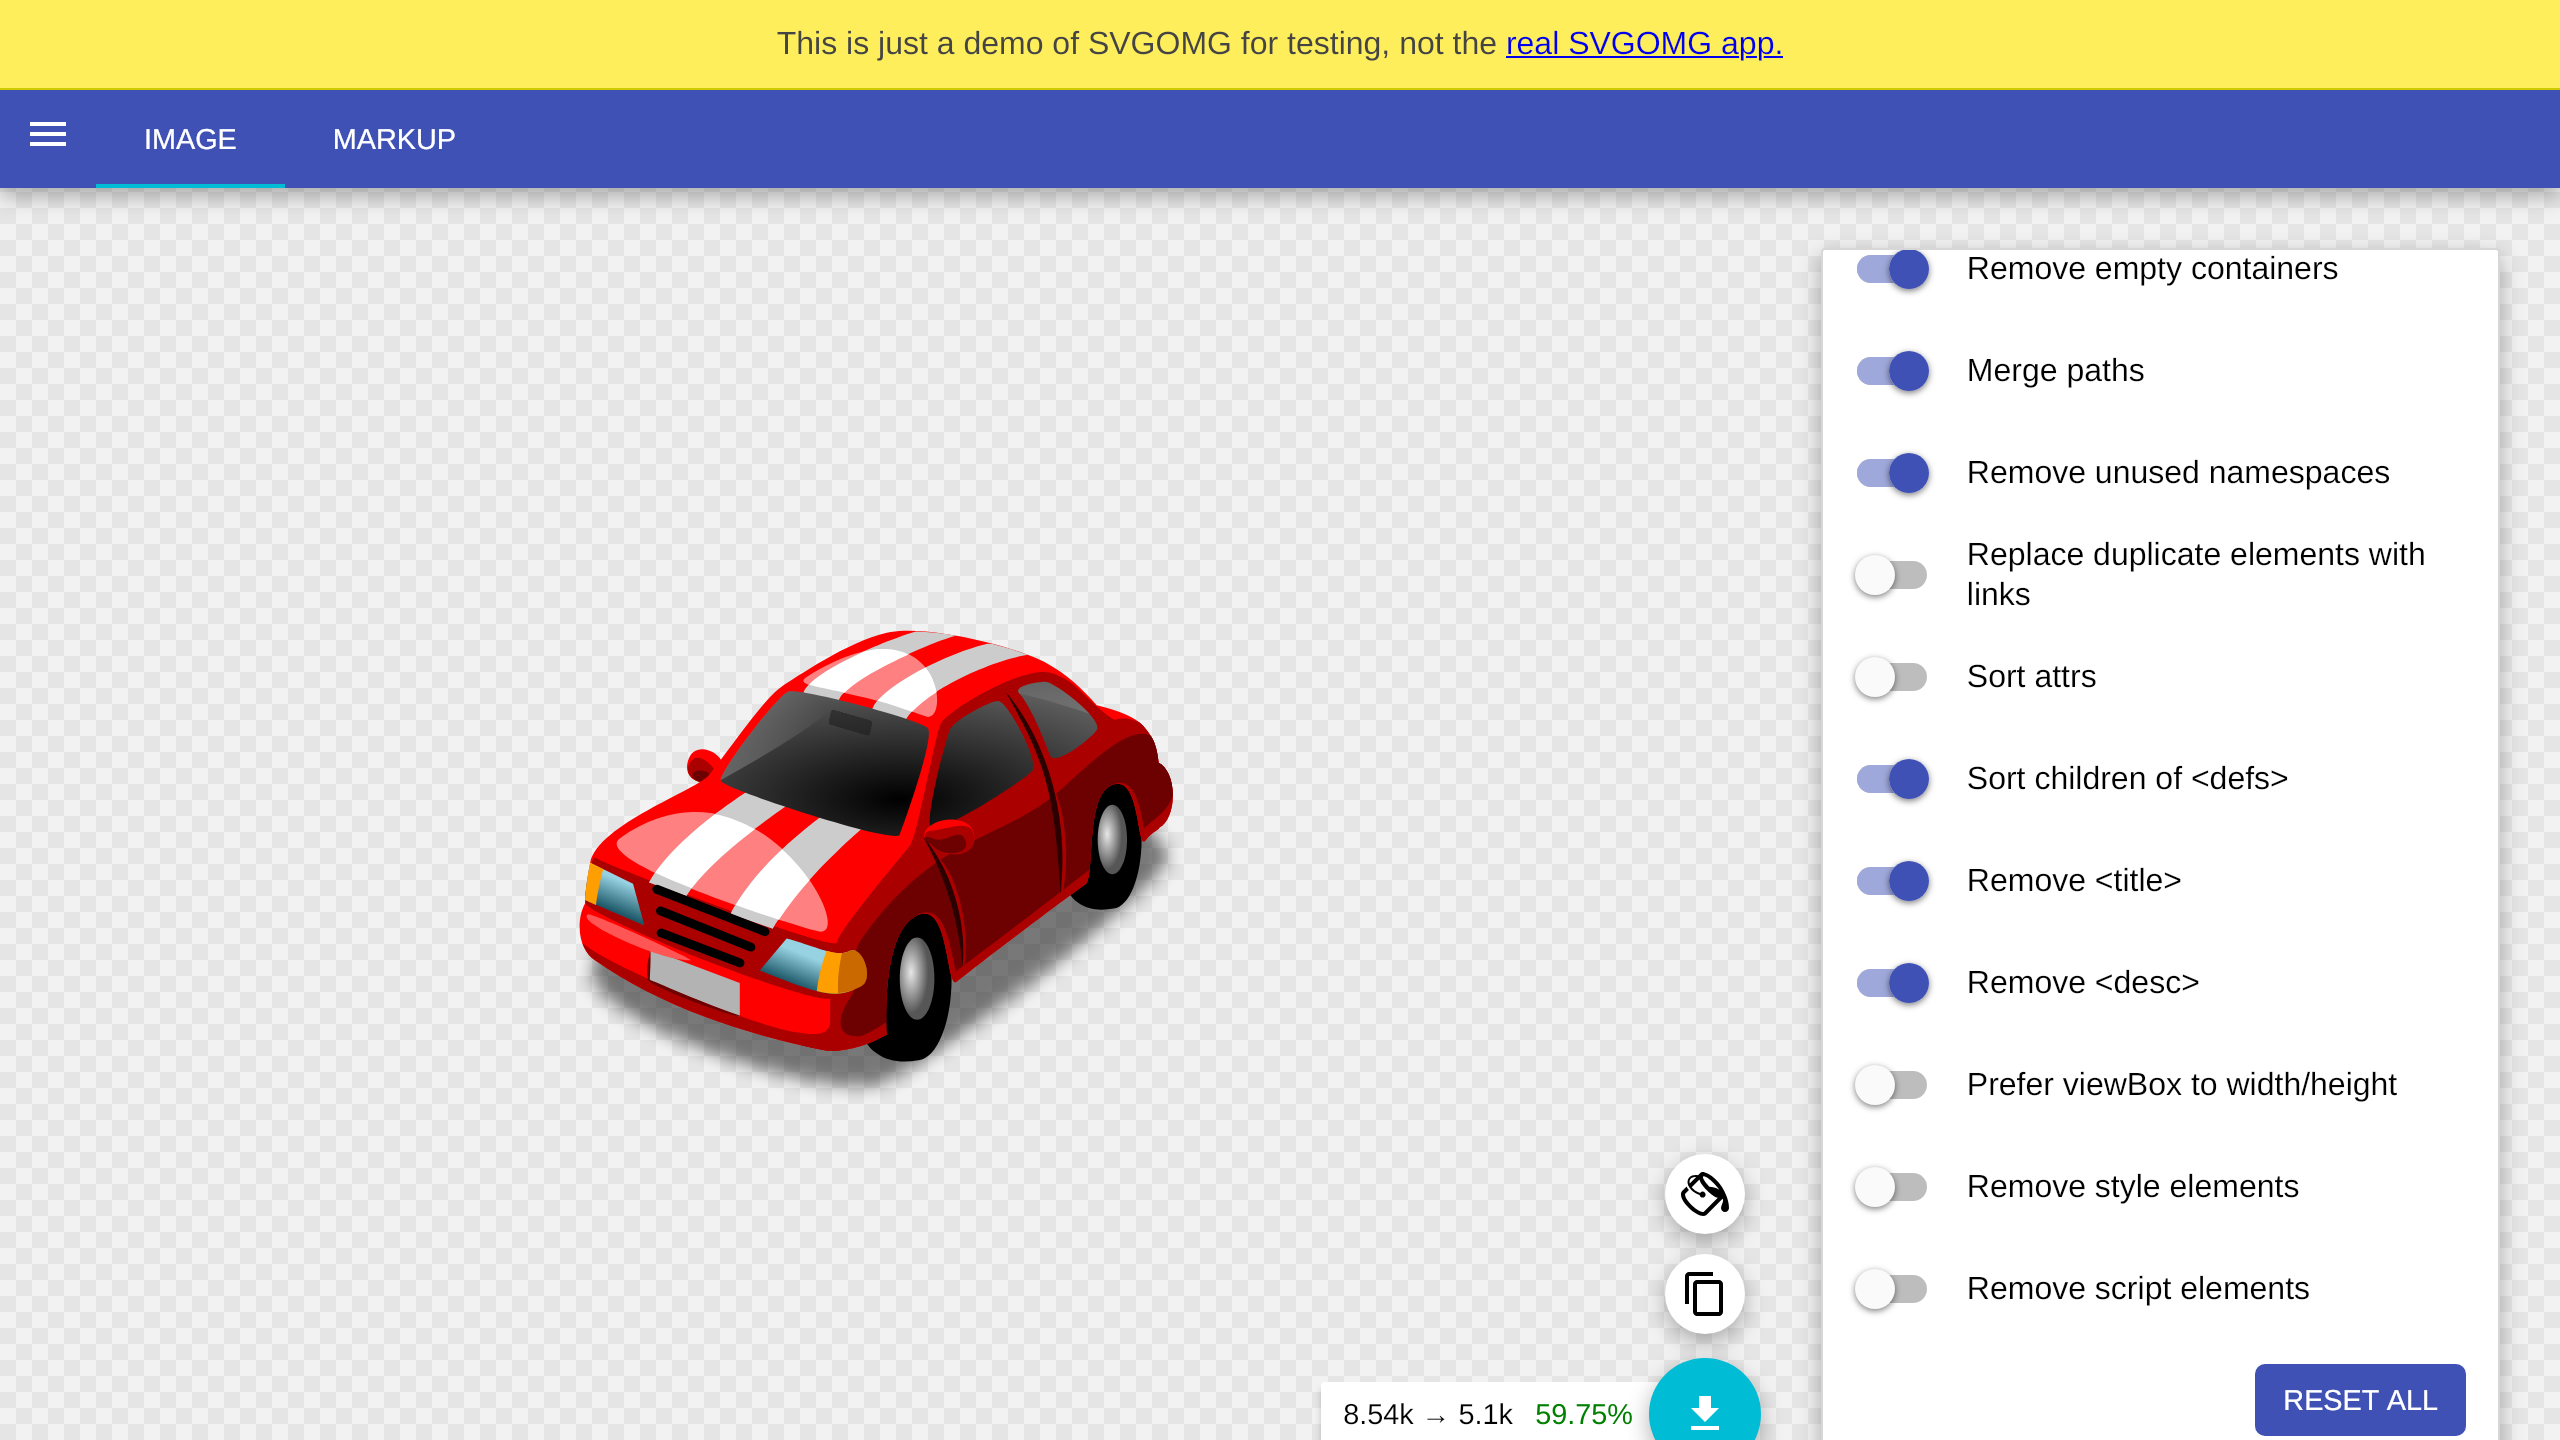 This is just a demo of SVGOMG for testing, not the real SVGOMG app.
IMAGE
MARKUP
Remove empty containers
Merge paths
Remove unused namespaces
Replace duplicate elements with
links
Sort attrs
Sort children of <defs>
Remove <title>
Remove <desc>
Prefer viewBox to width/height
Remove style elements
Remove script elements
RESET ALL
8.54k → 5.1k 59.75%